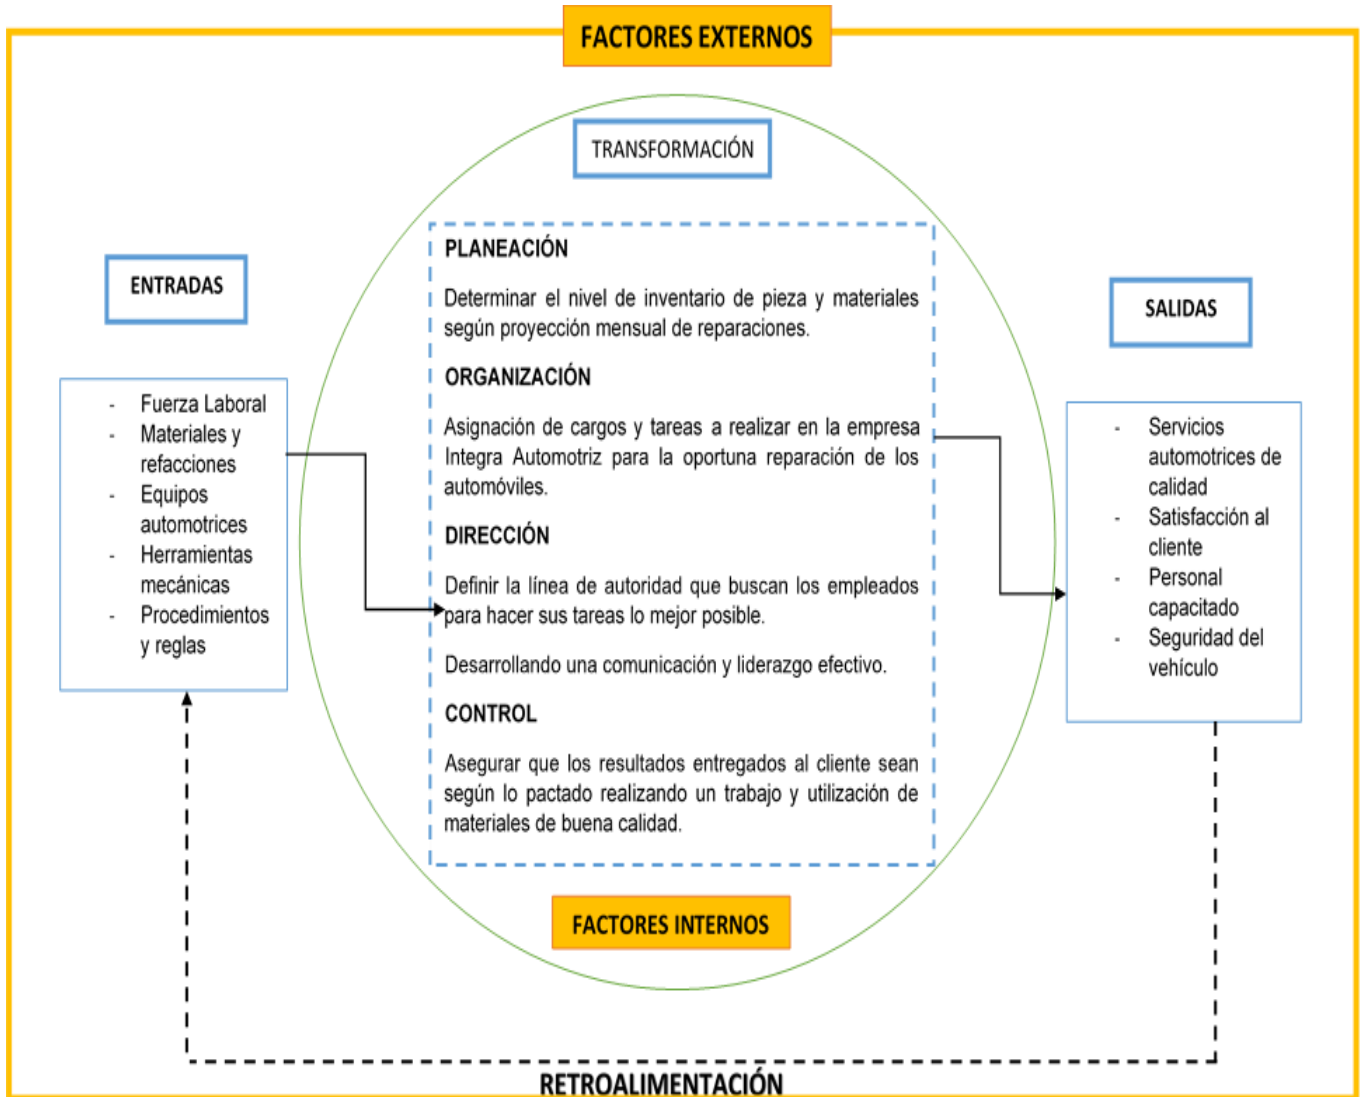 FACTORES EXTERNOS
TRANSFORMACIÓN
ENTRADAS
- Fuerza Laboral
- Materiales y
refacciones
- Equipos
automotrices
- Herramientas
mecánicas
- Procedimientos
y reglas
PLANEACIÓN
Determinar el nivel de inventario de pieza y materiales
según proyección mensual de reparaciones.
ORGANIZACIÓN
Asignación de cargos y tareas a realizar en la empresa
Integra Automotriz para la oportuna reparación de los
automóviles.
DIRECCIÓN
Definir la línea de autoridad que buscan los empleados
para hacer sus tareas lo mejor posible.
Desarrollando una comunicación y liderazgo efectivo.
CONTROL
Asegurar que los resultados entregados al cliente sean
según lo pactado realizando un trabajo y utilización de
materiales de buena calidad.
SALIDAS
- Servicios
automotrices de
calidad
- Satisfacción al
cliente
- Personal
capacitado
- Seguridad del
vehículo
FACTORES INTERNOS
RETROALIMENTACIÓN